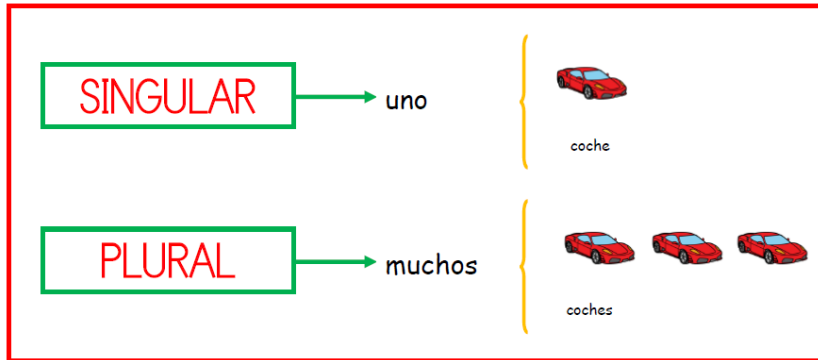 SINGULAR
uno
coche
PLURAL
muchos
coches